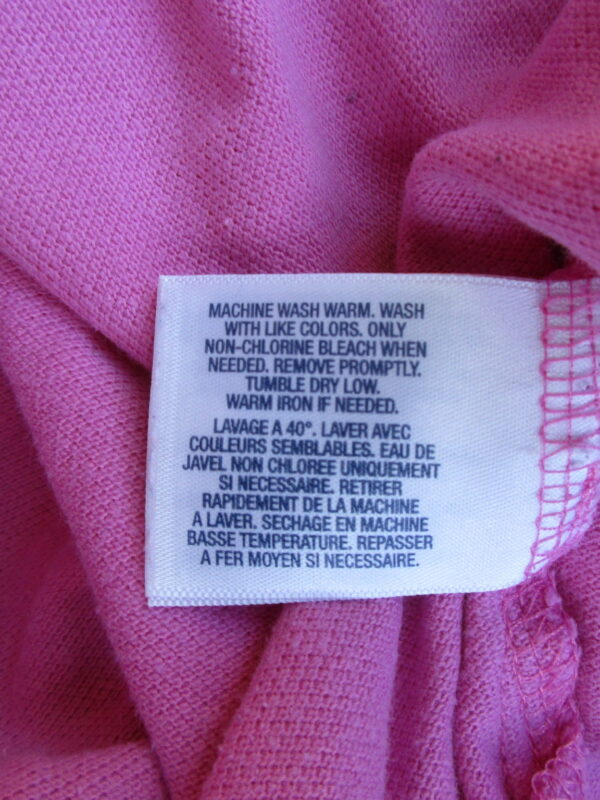 MACHINE WASH WARM. WASH
WITH LIKE COLORS. ONLY
NON-CHLORINE BLEACH WHEN
NEEDED. REMOVE PROMPTLY.
TUMBLE DRY LOW.
WARM IRON IF NEEDED.
LAVAGE A 40°. LAVER AVEC
COULEURS SEMBLABLES. EAU DE
JAVEL NON CHLOREE UNIQUEMENT
SI NECESSAIRE. RETIRER
RAPIDEMENT DE LA MACHINE
A LAVER. SECHAGE EN MACHINE
BASSE TEMPERATURE. REPASSER
A FER MOYEN SI NECESSAIRE.